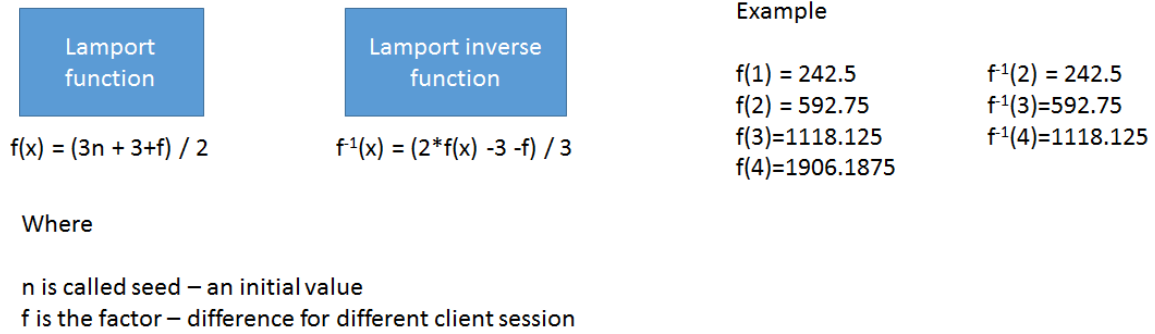 Lamport
function
f(x) = (3n + 3+f) / 2
Lamport inverse
function
f-1(x) = (2*f(x) -3 -f) / 3
Where
n is called seed – an initial value
f is the factor – difference for different client session
Example
f(1) = 242.5
f(2) = 592.75
f(3)=1118.125
f(4)=1906.1875
f-1(2) = 242.5
f-1(3)=592.75
f-1(4)=1118.125